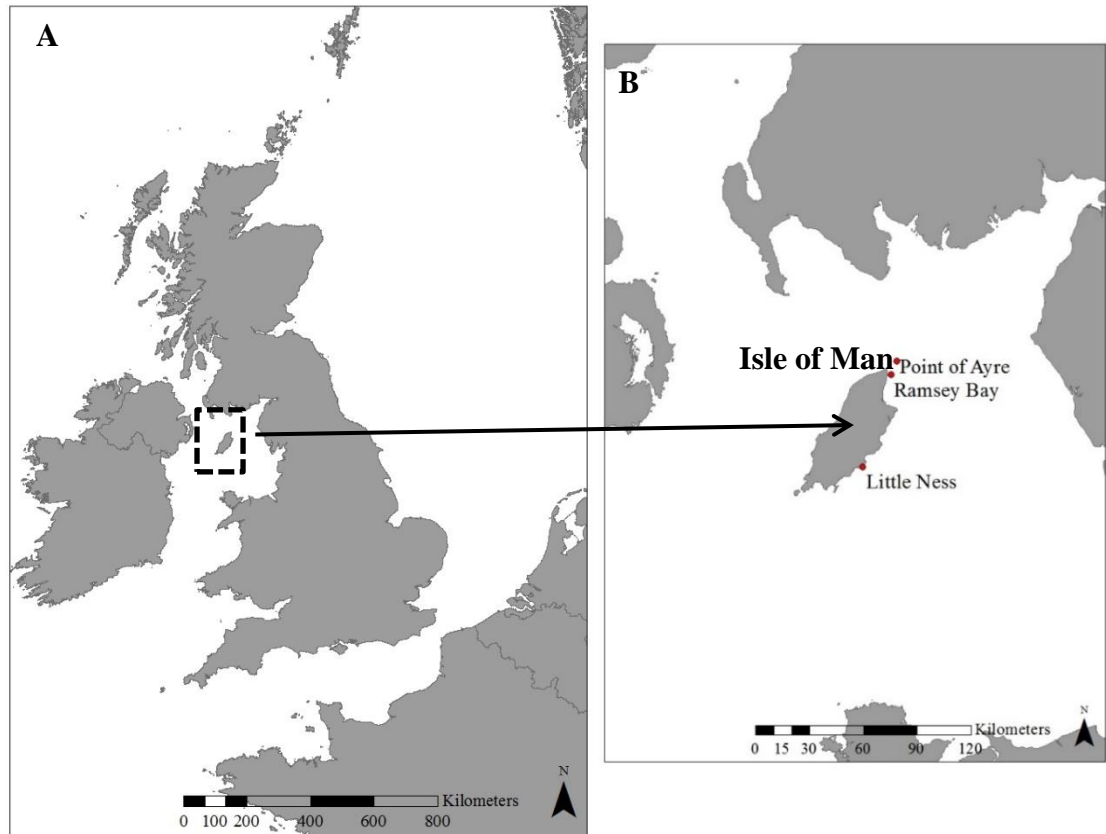 A
N
Kilometers
0 100 200 400 600 800
B
Isle of Man
Point of Ayre
Ramsey Bay
Little Ness
N
Kilometers
0 15 30 60 90 120